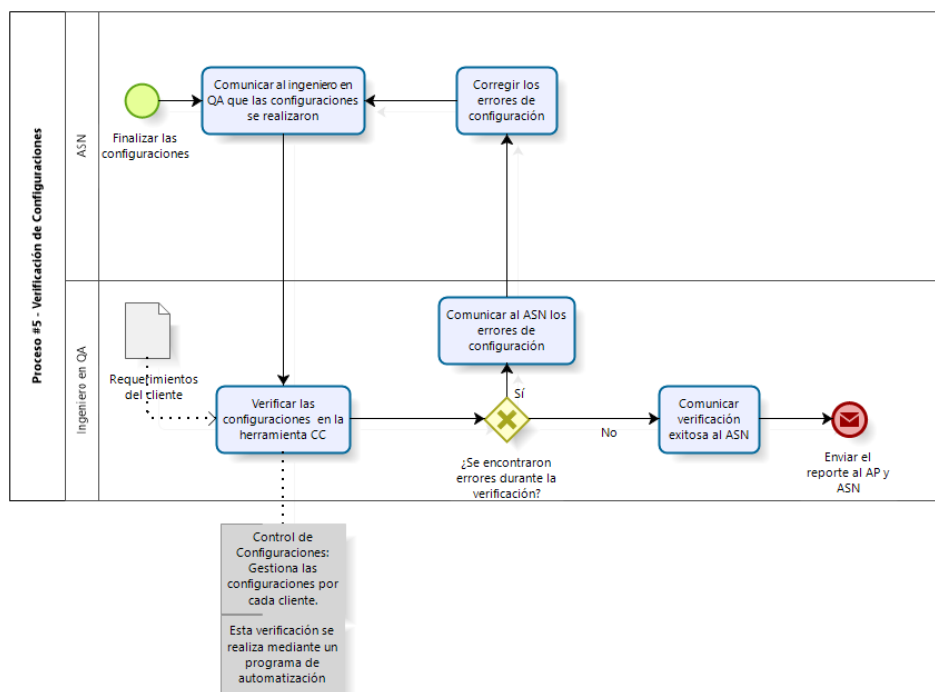 Proceso #5 - Verificación de Configuraciones
ASN
Finalizar las
configuraciones
Comunicar al ingeniero en
QA que las configuraciones
se realizaron
Corregir los
errores de
configuración
Ingeniero en QA
Requerimientos
del cliente
Verificar las
configuraciones en la
herramienta CC
Comunicar al ASN los
errores de
configuración
Sí
¿Se encontraron
errores durante la
verificación?
No
Comunicar
verificación
exitosa al ASN
Enviar el
reporte al AP y
ASN
Control de
Configuraciones:
Gestiona las
configuraciones por
cada cliente.
Esta verificación se
realiza mediante un
programa de
automatización